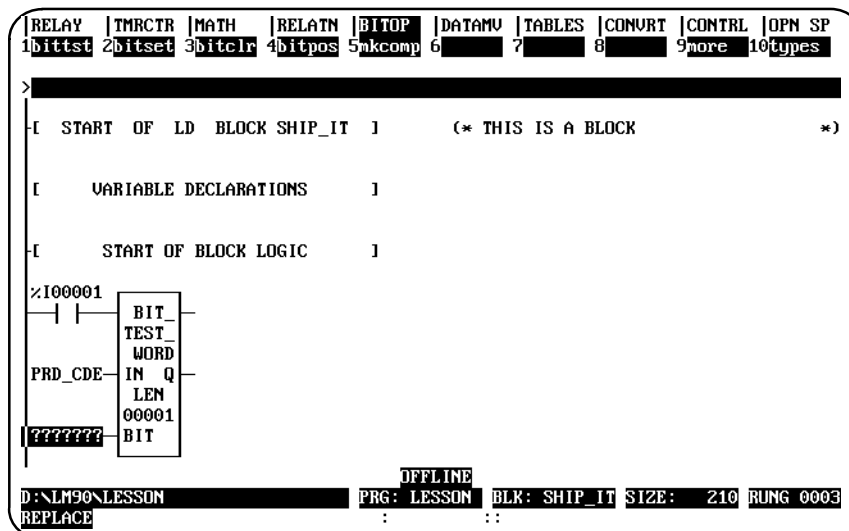 |RELAY |TMRCTR |MATH |RELATN |BITOP |DATAMV |TABLES |CONVRT |CONTRL |OPN SP
1bittst 2bitset 3bitclr 4bitpos 5mkcomp 6 7 8 9more 10types
>
[ START OF LD BLOCK SHIP_IT ] (* THIS IS A BLOCK *)
[ VARIABLE DECLARATIONS ]
[ START OF BLOCK LOGIC ]
%I00001
BIT_
TEST_
WORD
PRD_CDE IN Q
LEN
00001
??????? BIT
OFFLINE
D:\LM90\LESSON PRG: LESSON BLK: SHIP_IT SIZE: 210 RUNG 0003
REPLACE : ::